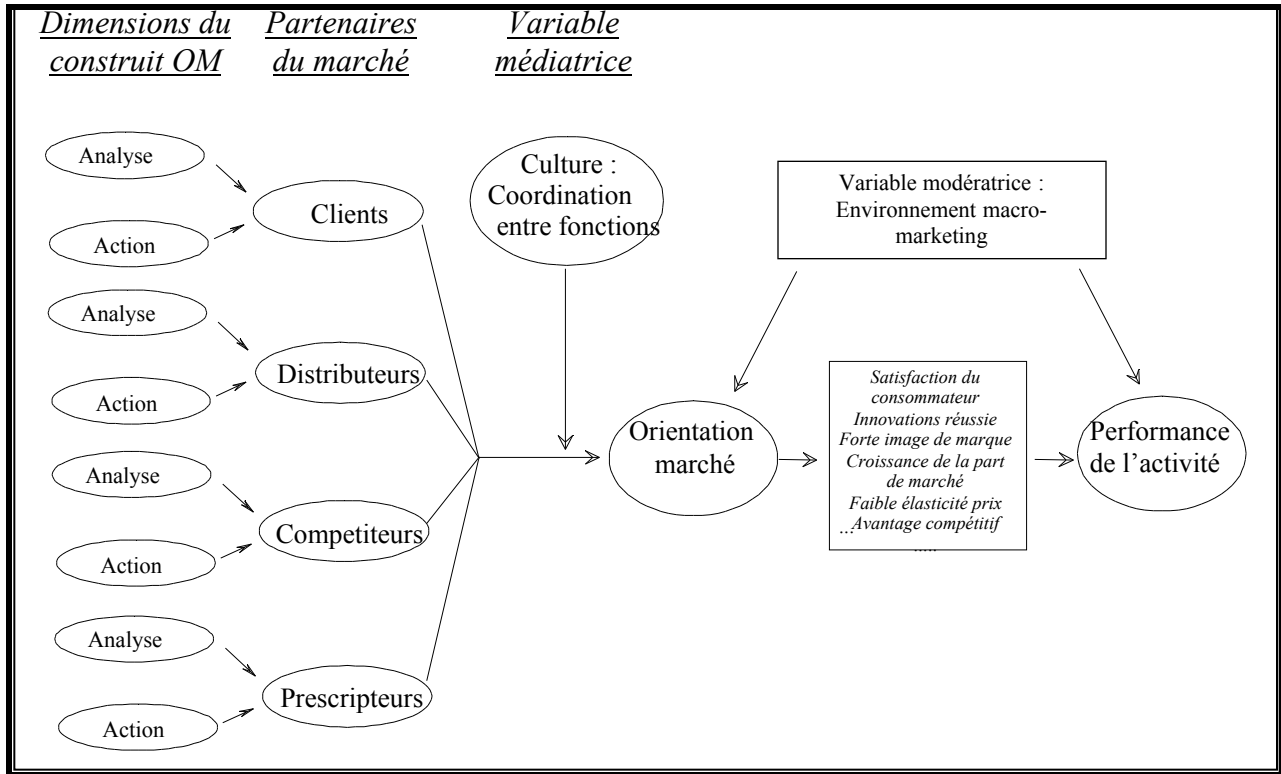 Dimensions du
construit OM
Partenaires
du marché
Variable
médiatrice
Analyse
Action
Clients
Analyse
Action
Distributeurs
Analyse
Action
Competiteurs
Analyse
Action
Prescripteurs
Culture :
Coordination
entre fonctions
Variable modératrice :
Environnement macro-
marketing
Orientation
marché
Satisfaction du
consommateur
Innovations réussie
Forte image de marque
Croissance de la part
de marché
Faible élasticité prix
Avantage compétitif
...
.....
Performance
de l’activité